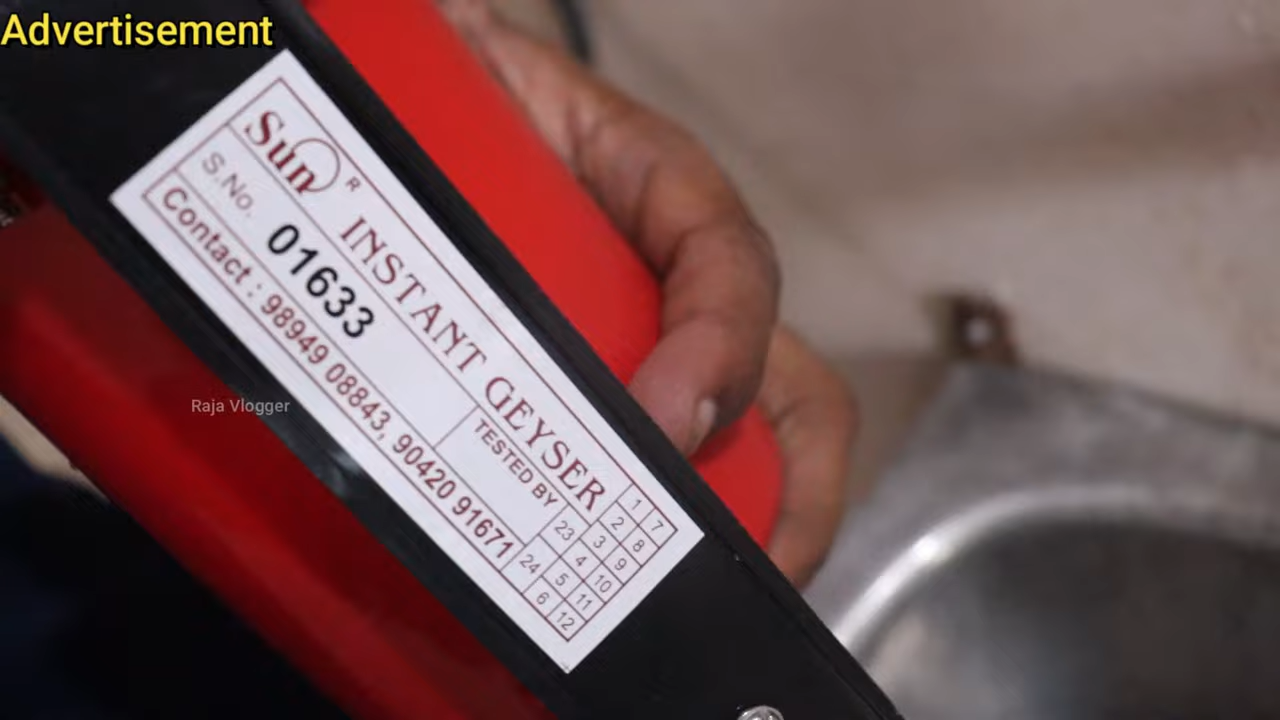 Advertisement
Sun R INSTANT GEYSER
S.No. 01633
TESTED BY
Contact : 98949 08843, 90420 91671
1 7
23 2 8
3 9
24 4 10
5 11
6 12
Raja Vlogger